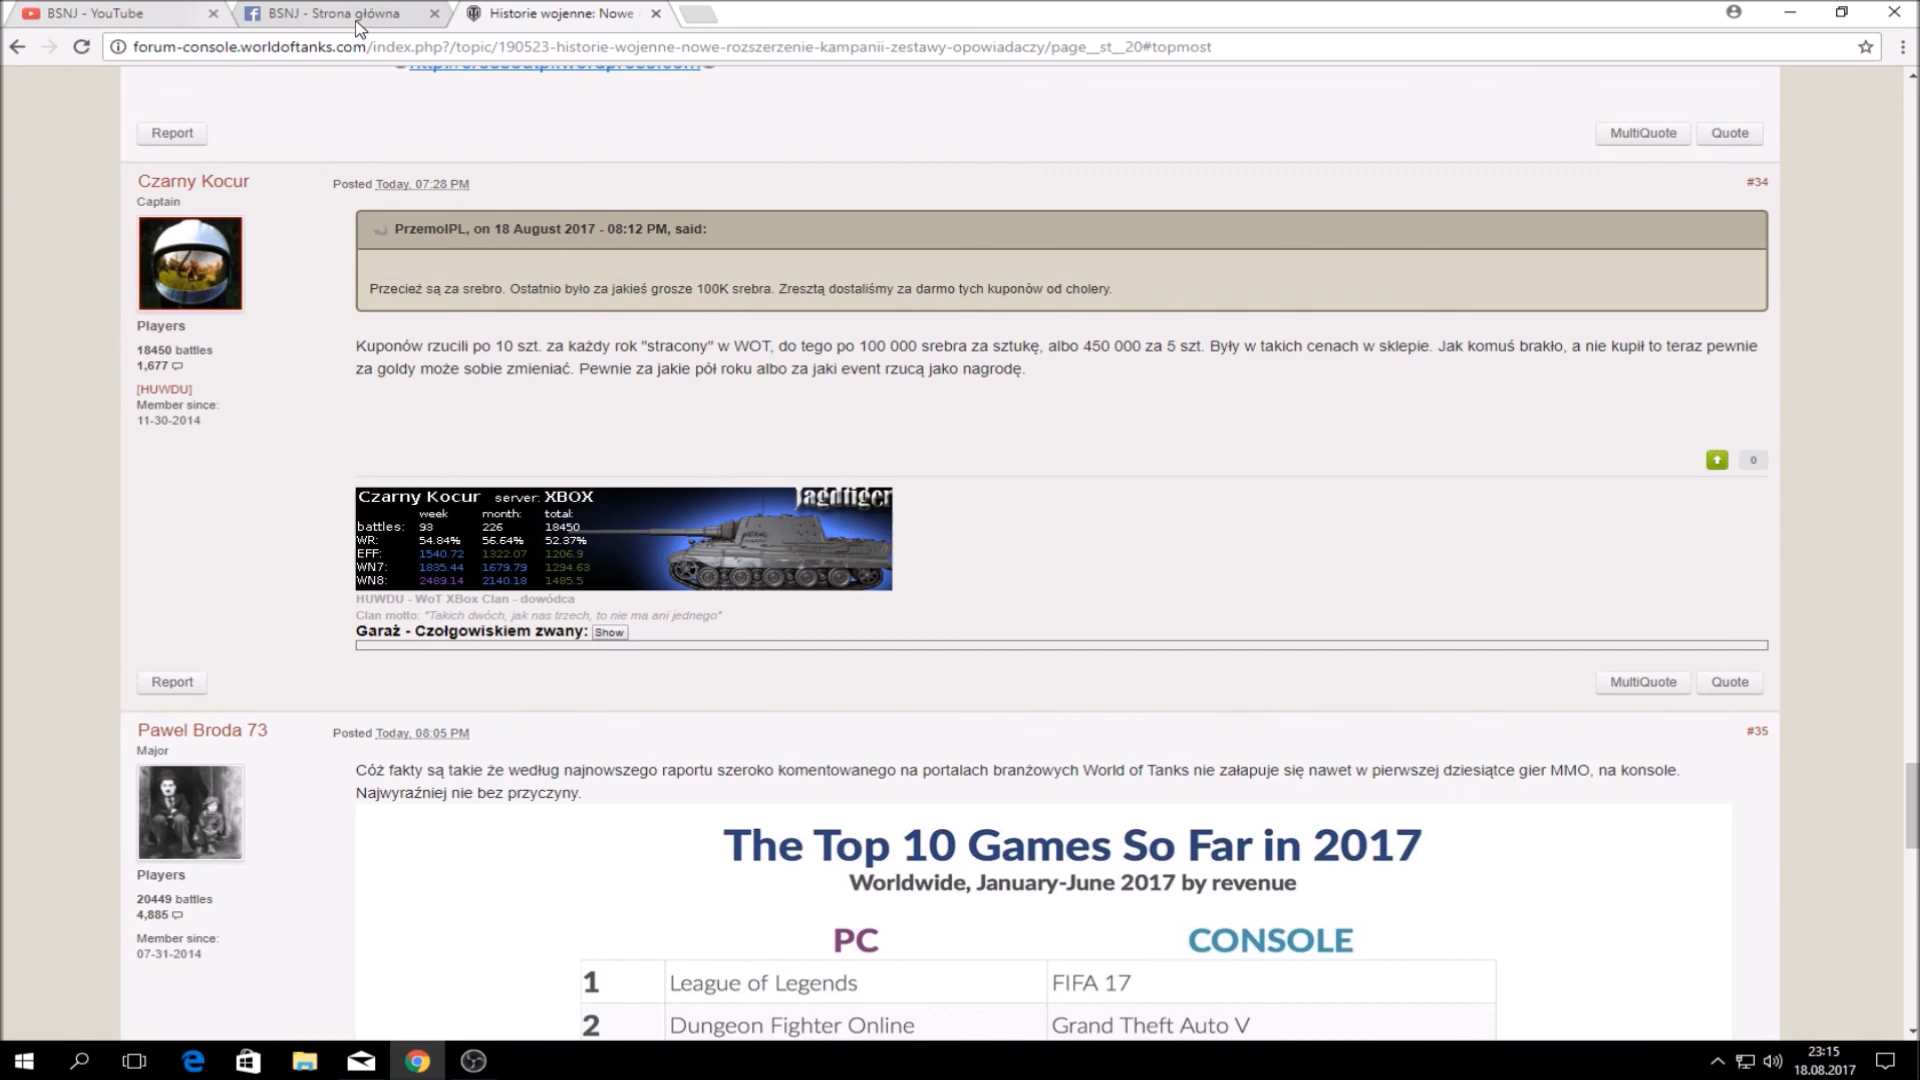 BSNJ - YouTube
BSNJ - Strona główna
Historie wojenne: Nowe
forum-console.worldoftanks.com/index.php?/topic/190523-historie-wojenne-nowe-rozszerzenie-kampanii-zestawy-opowiadaczy/page__st__20#topmost
Report
MultiQuote
Quote
Czarny Kocur
Posted Today, 07:28 PM
#34
Captain
PrzemoIPL, on 18 August 2017 - 08:12 PM, said:
Przecież są za srebro. Ostatnio było za jakieś grosze 100K srebra. Zresztą dostaliśmy za darmo tych kuponów od cholery.
Players
18450 battles
1,677
[HUWDU]
Member since:
11-30-2014
Kuponów rzucili po 10 szt. za każdy rok "stracony" w WOT, do tego po 100 000 srebra za sztukę, albo 450 000 za 5 szt. Były w takich cenach w sklepie. Jak komuś brakło, a nie kupił to teraz pewnie
za goldy może sobie zmieniać. Pewnie za jakie pół roku albo za jaki event rzucą jako nagrodę.
0
Czarny Kocur server: XBOX
Jagdtiger
week month: total:
battles: 93 226 18450
WR: 54.84% 56.64% 52.37%
EFF: 1540.72 1322.07 1206.9
WN7: 1835.44 1679.79 1294.63
WN8: 2489.14 2140.18 1485.5
HUWDU - WoT XBox Clan - dowódca
Clan motto: "Takich dwóch, jak nas trzech, to nie ma ani jednego"
Garaż - Czołgowiskiem zwany: Show
Report
MultiQuote
Quote
Pawel Broda 73
Posted Today, 08:05 PM
#35
Major
Cóż fakty są takie że według najnowszego raportu szeroko komentowanego na portalach branżowych World of Tanks nie załapuje się nawet w pierwszej dziesiątce gier MMO, na konsole.
Najwyraźniej nie bez przyczyny.
Players
20449 battles
4,885
Member since:
07-31-2014
The Top 10 Games So Far in 2017
Worldwide, January-June 2017 by revenue
PC CONSOLE
1 League of Legends FIFA 17
2 Dungeon Fighter Online Grand Theft Auto V
23:15
18.08.2017